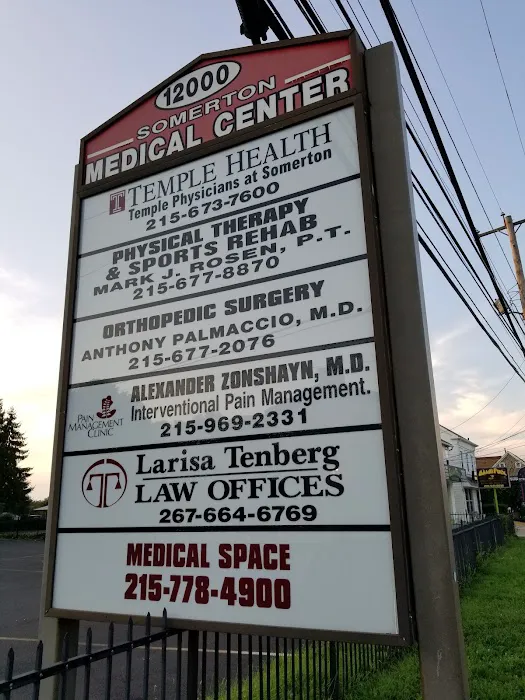 12000
SOMERTON
MEDICAL CENTER
T TEMPLE HEALTH
Temple Physicians at Somerton
215-673-7600
PHYSICAL THERAPY
& SPORTS REHAB
MARK J. ROSEN, P.T.
215-677-8870
ORTHOPEDIC SURGERY
ANTHONY PALMACCIO, M.D.
215-677-2076
PAIN
MANAGEMENT
CLINIC
ALEXANDER ZONSHAYN, M.D.
Interventional Pain Management.
215-969-2331
Larisa Tenberg
LAW OFFICES
267-664-6769
MEDICAL SPACE
215-778-4900